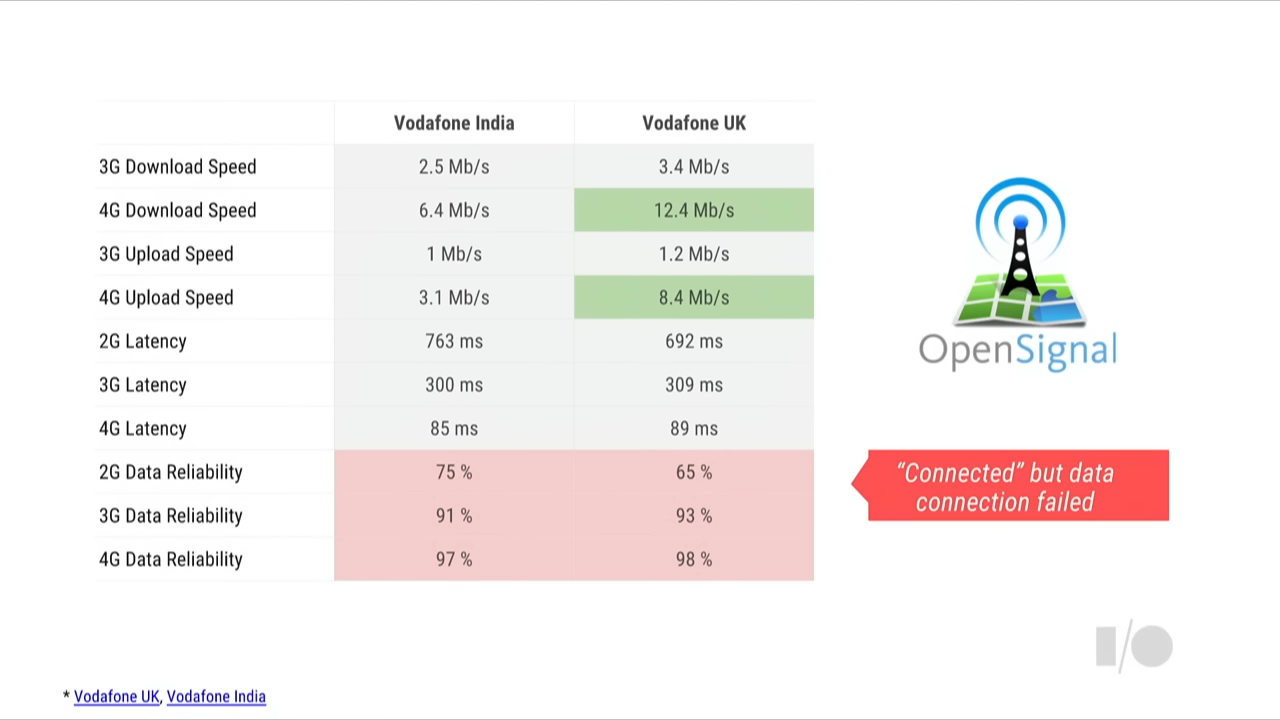 Vodafone India Vodafone UK
3G Download Speed 2.5 Mb/s 3.4 Mb/s
4G Download Speed 6.4 Mb/s 12.4 Mb/s
3G Upload Speed 1 Mb/s 1.2 Mb/s
4G Upload Speed 3.1 Mb/s 8.4 Mb/s
2G Latency 763 ms 692 ms
3G Latency 300 ms 309 ms
4G Latency 85 ms 89 ms
2G Data Reliability 75 % 65 %
3G Data Reliability 91 % 93 %
4G Data Reliability 97 % 98 %
OpenSignal
“Connected” but data
connection failed
I/O
* Vodafone UK, Vodafone India